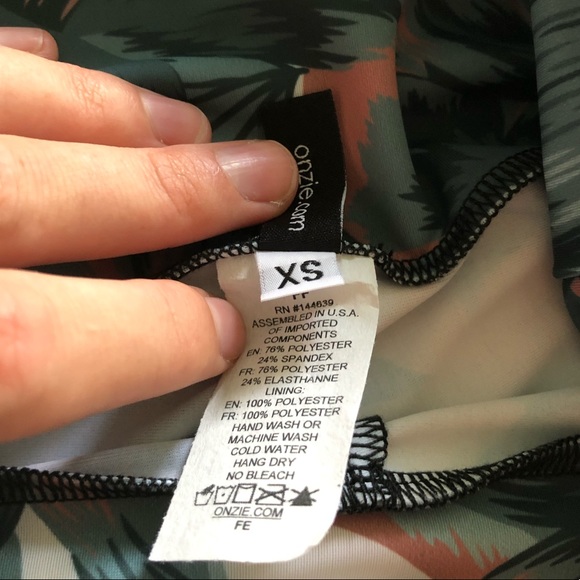 onzie.com
XS
FF
RN #144639
ASSEMBLED IN U.S.A.
OF IMPORTED
COMPONENTS
EN: 76% POLYESTER
24% SPANDEX
FR: 76% POLYESTER
24% ELASTHANNE
LINING:
EN: 100% POLYESTER
FR: 100% POLYESTER
HAND WASH OR
MACHINE WASH
COLD WATER
HANG DRY
NO BLEACH
ONZIE.COM
FE